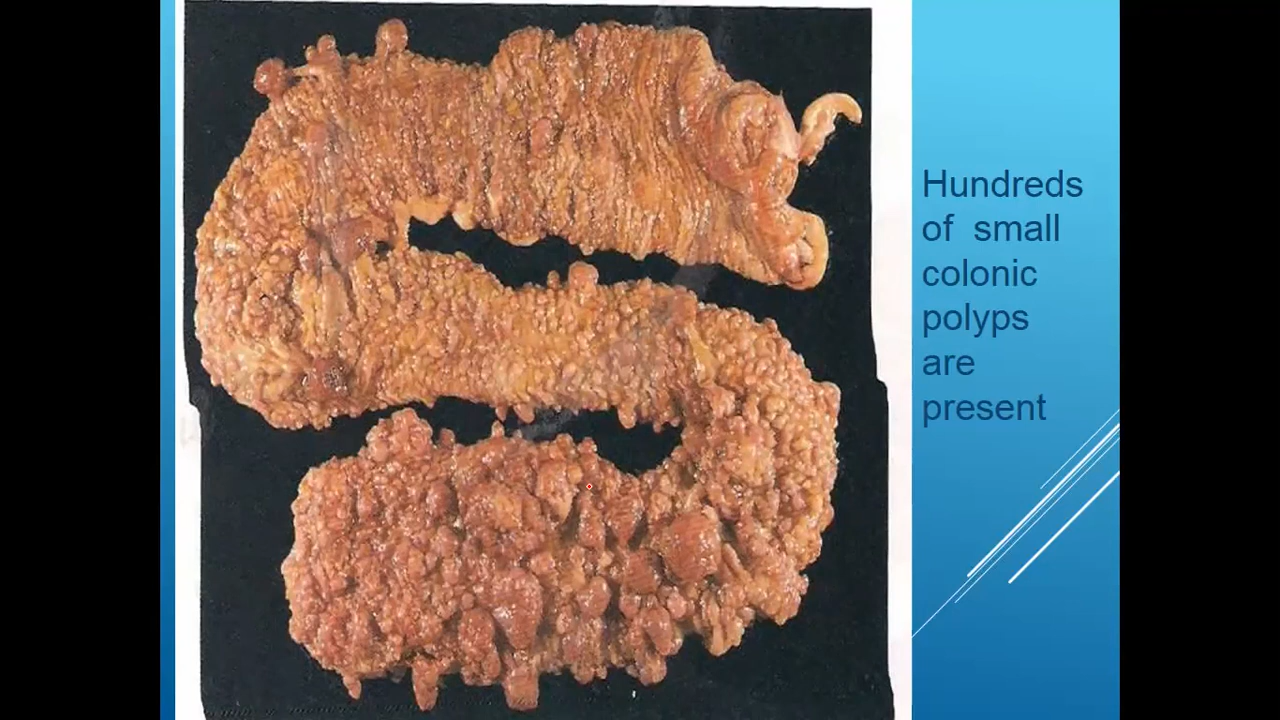 Hundreds
of small
colonic
polyps
are
present